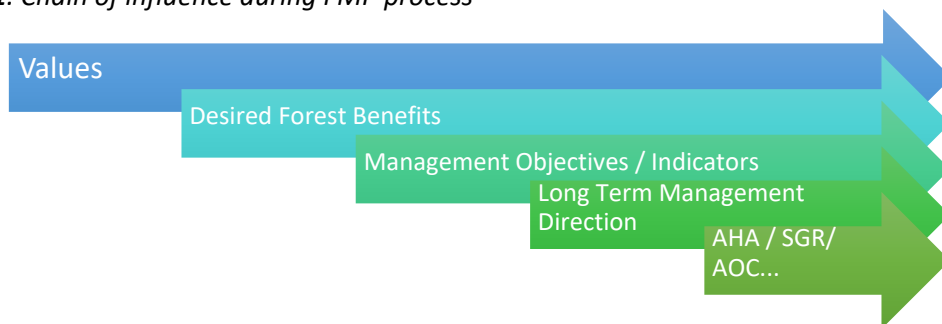 Chain of influence during FMP process
Values
Desired Forest Benefits
Management Objectives / Indicators
Long Term Management
Direction
AHA / SGR/
AOC...